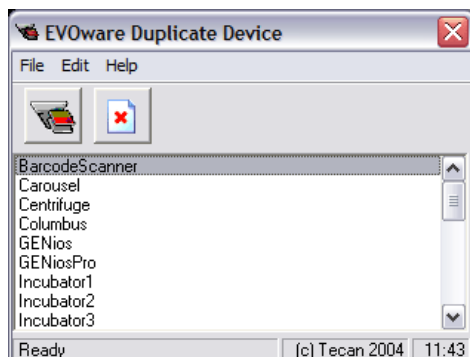 EVOware Duplicate Device
File Edit Help
BarcodeScanner
Carousel
Centrifuge
Columbus
GENios
GENiosPro
Incubator1
Incubator2
Incubator3
Ready (c) Tecan 2004 11:43